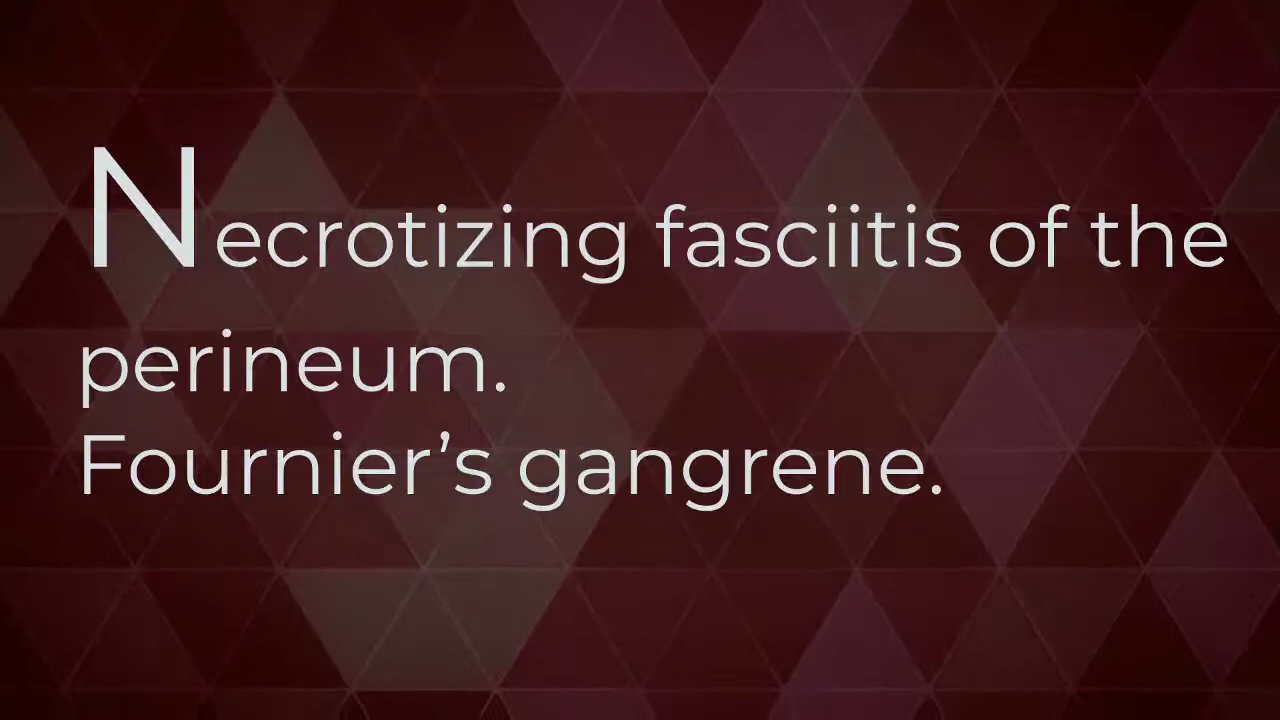 Necrotizing fasciitis of the
perineum.
Fournier’s gangrene.